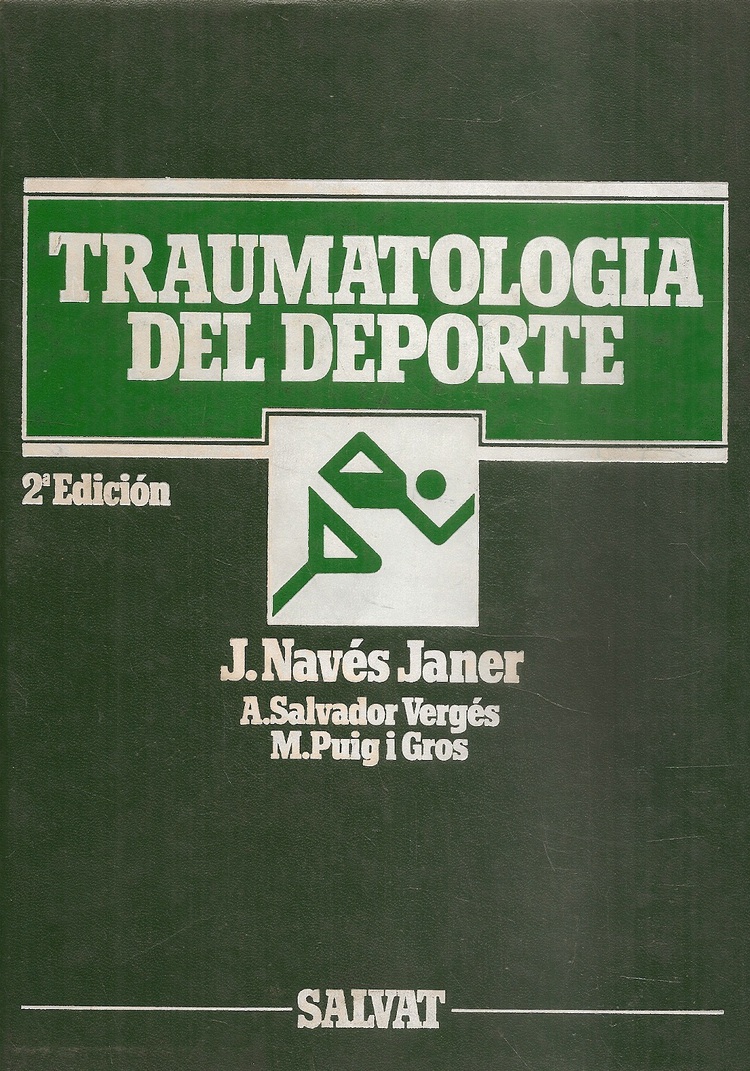 TRAUMATOLOGIA
DEL DEPORTE
2ª Edición
J. Navés Janer
A. Salvador Vergés
M. Puig i Gros
SALVAT